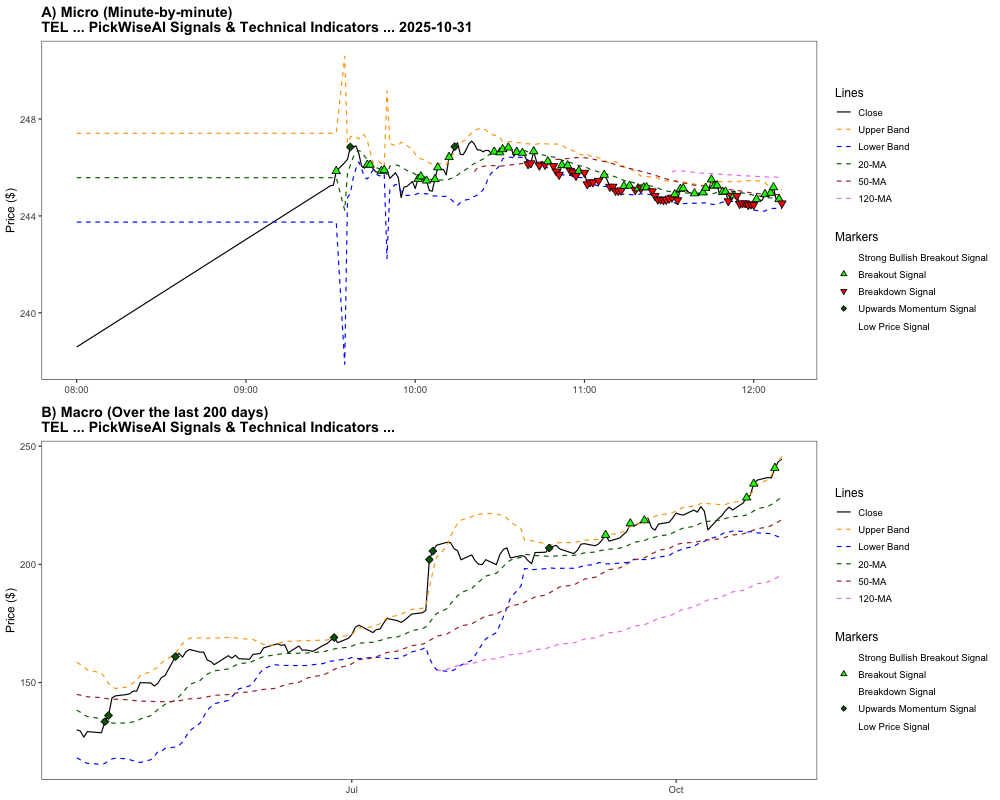 A) Micro (Minute-by-minute)
TEL ... PickWiseAI Signals & Technical Indicators ... 2025-10-31
Price ($)
248
244
240
08:00
09:00
10:00
11:00
12:00
Lines
Close
Upper Band
Lower Band
20-MA
50-MA
120-MA
Markers
Strong Bullish Breakout Signal
Breakout Signal
Breakdown Signal
Upwards Momentum Signal
Low Price Signal
B) Macro (Over the last 200 days)
TEL ... PickWiseAI Signals & Technical Indicators ...
Price ($)
250
200
150
Jul
Oct
Lines
Close
Upper Band
Lower Band
20-MA
50-MA
120-MA
Markers
Strong Bullish Breakout Signal
Breakout Signal
Breakdown Signal
Upwards Momentum Signal
Low Price Signal